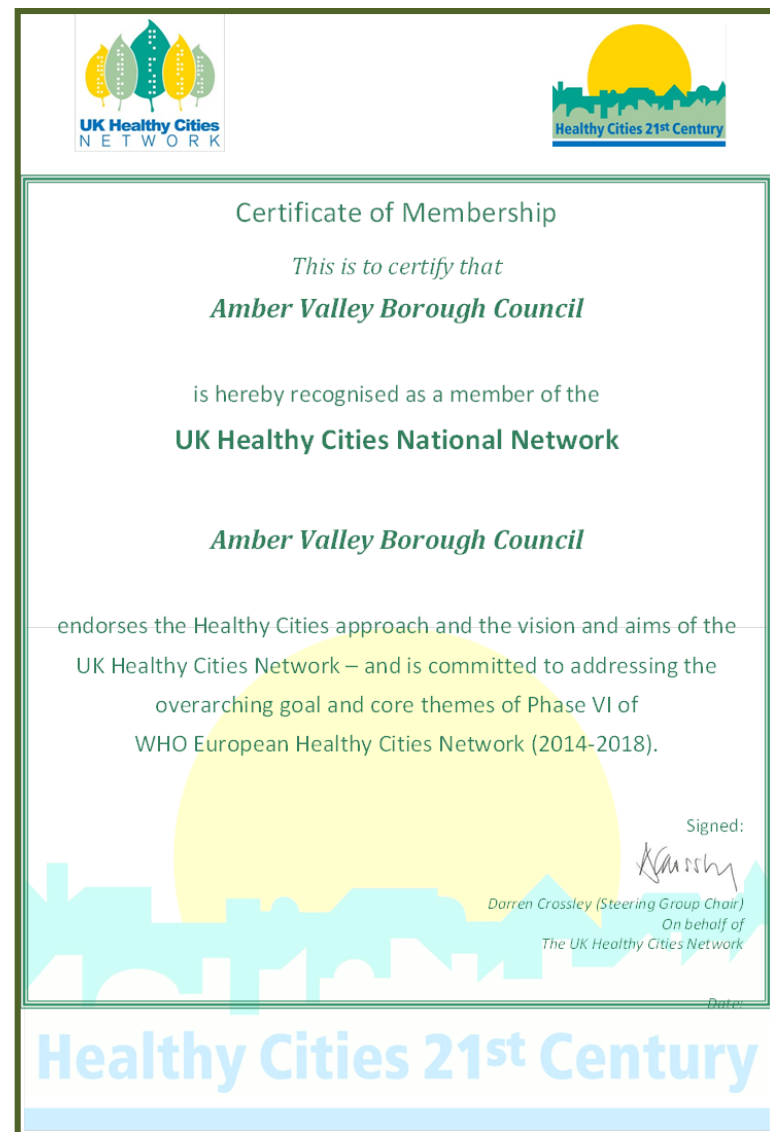 UK Healthy Cities
NETWORK
Healthy Cities 21st Century
Certificate of Membership
This is to certify that
Amber Valley Borough Council
is hereby recognised as a member of the
UK Healthy Cities National Network
Amber Valley Borough Council
endorses the Healthy Cities approach and the vision and aims of the
UK Healthy Cities Network – and is committed to addressing the
overarching goal and core themes of Phase VI of
WHO European Healthy Cities Network (2014-2018).
Signed:
Darren Crossley (Steering Group Chair)
On behalf of
The UK Healthy Cities Network
Date:
Healthy Cities 21st Century